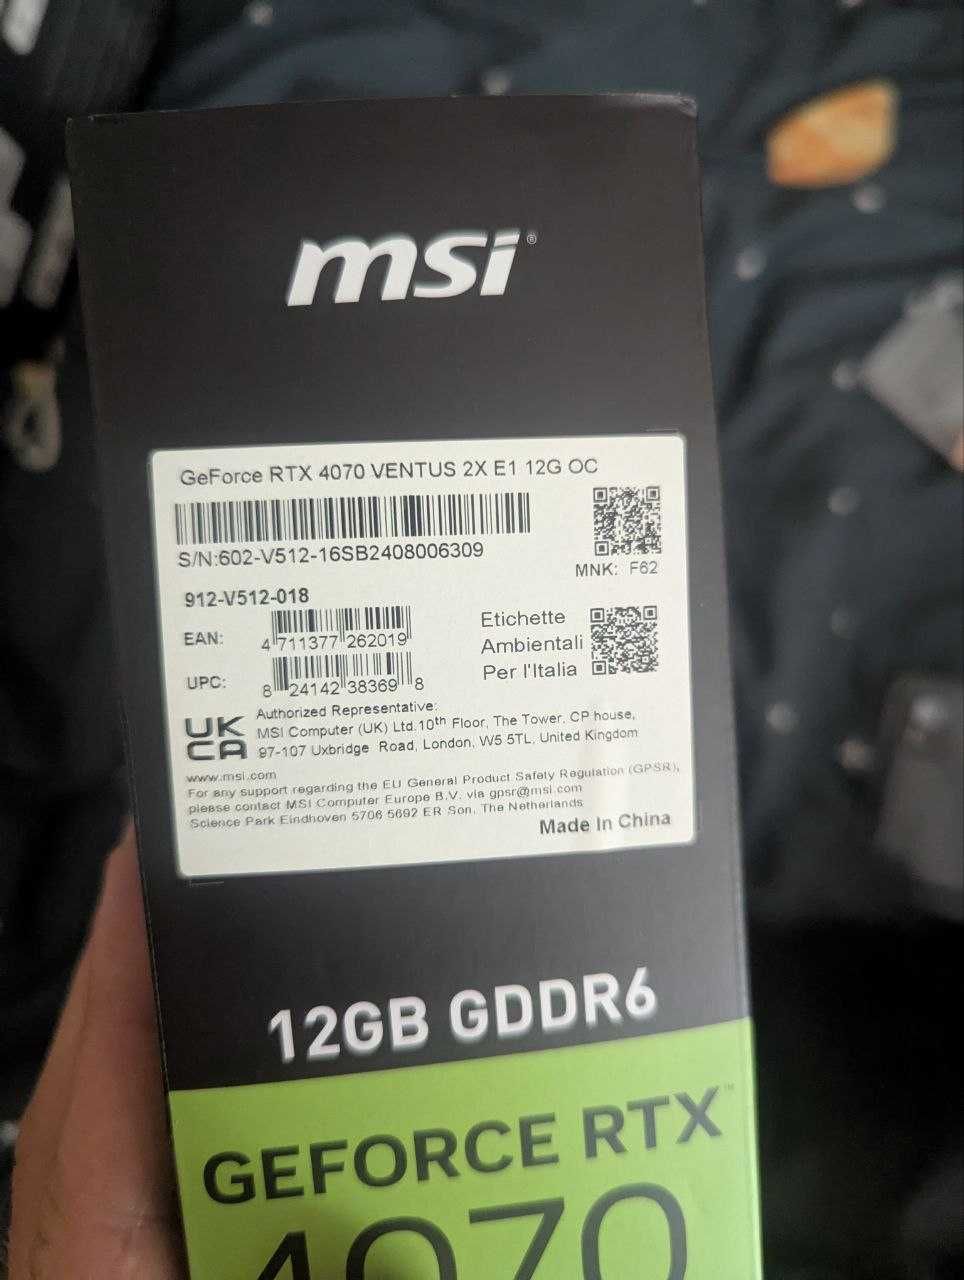 msi®
GeForce RTX 4070 VENTUS 2X E1 12G OC
S/N:602-V512-16SB2408006309
MNK: F62
912-V512-018
EAN:
4 711377 262019
UPC:
8 24142 38369 8
Etichette
Ambientali
Per l'Italia
UK
CA
Authorized Representative:
MSI Computer (UK) Ltd.10th Floor, The Tower, CP house,
97-107 Uxbridge Road, London, W5 5TL, United Kingdom
www.msi.com
For any support regarding the EU General Product Safety Regulation (GPSR),
please contact MSI Computer Europe B.V. via gpsr@msi.com
Science Park Eindhoven 5706 5692 ER Son, The Netherlands
Made In China
12GB GDDR6
GEFORCE RTX™
4070